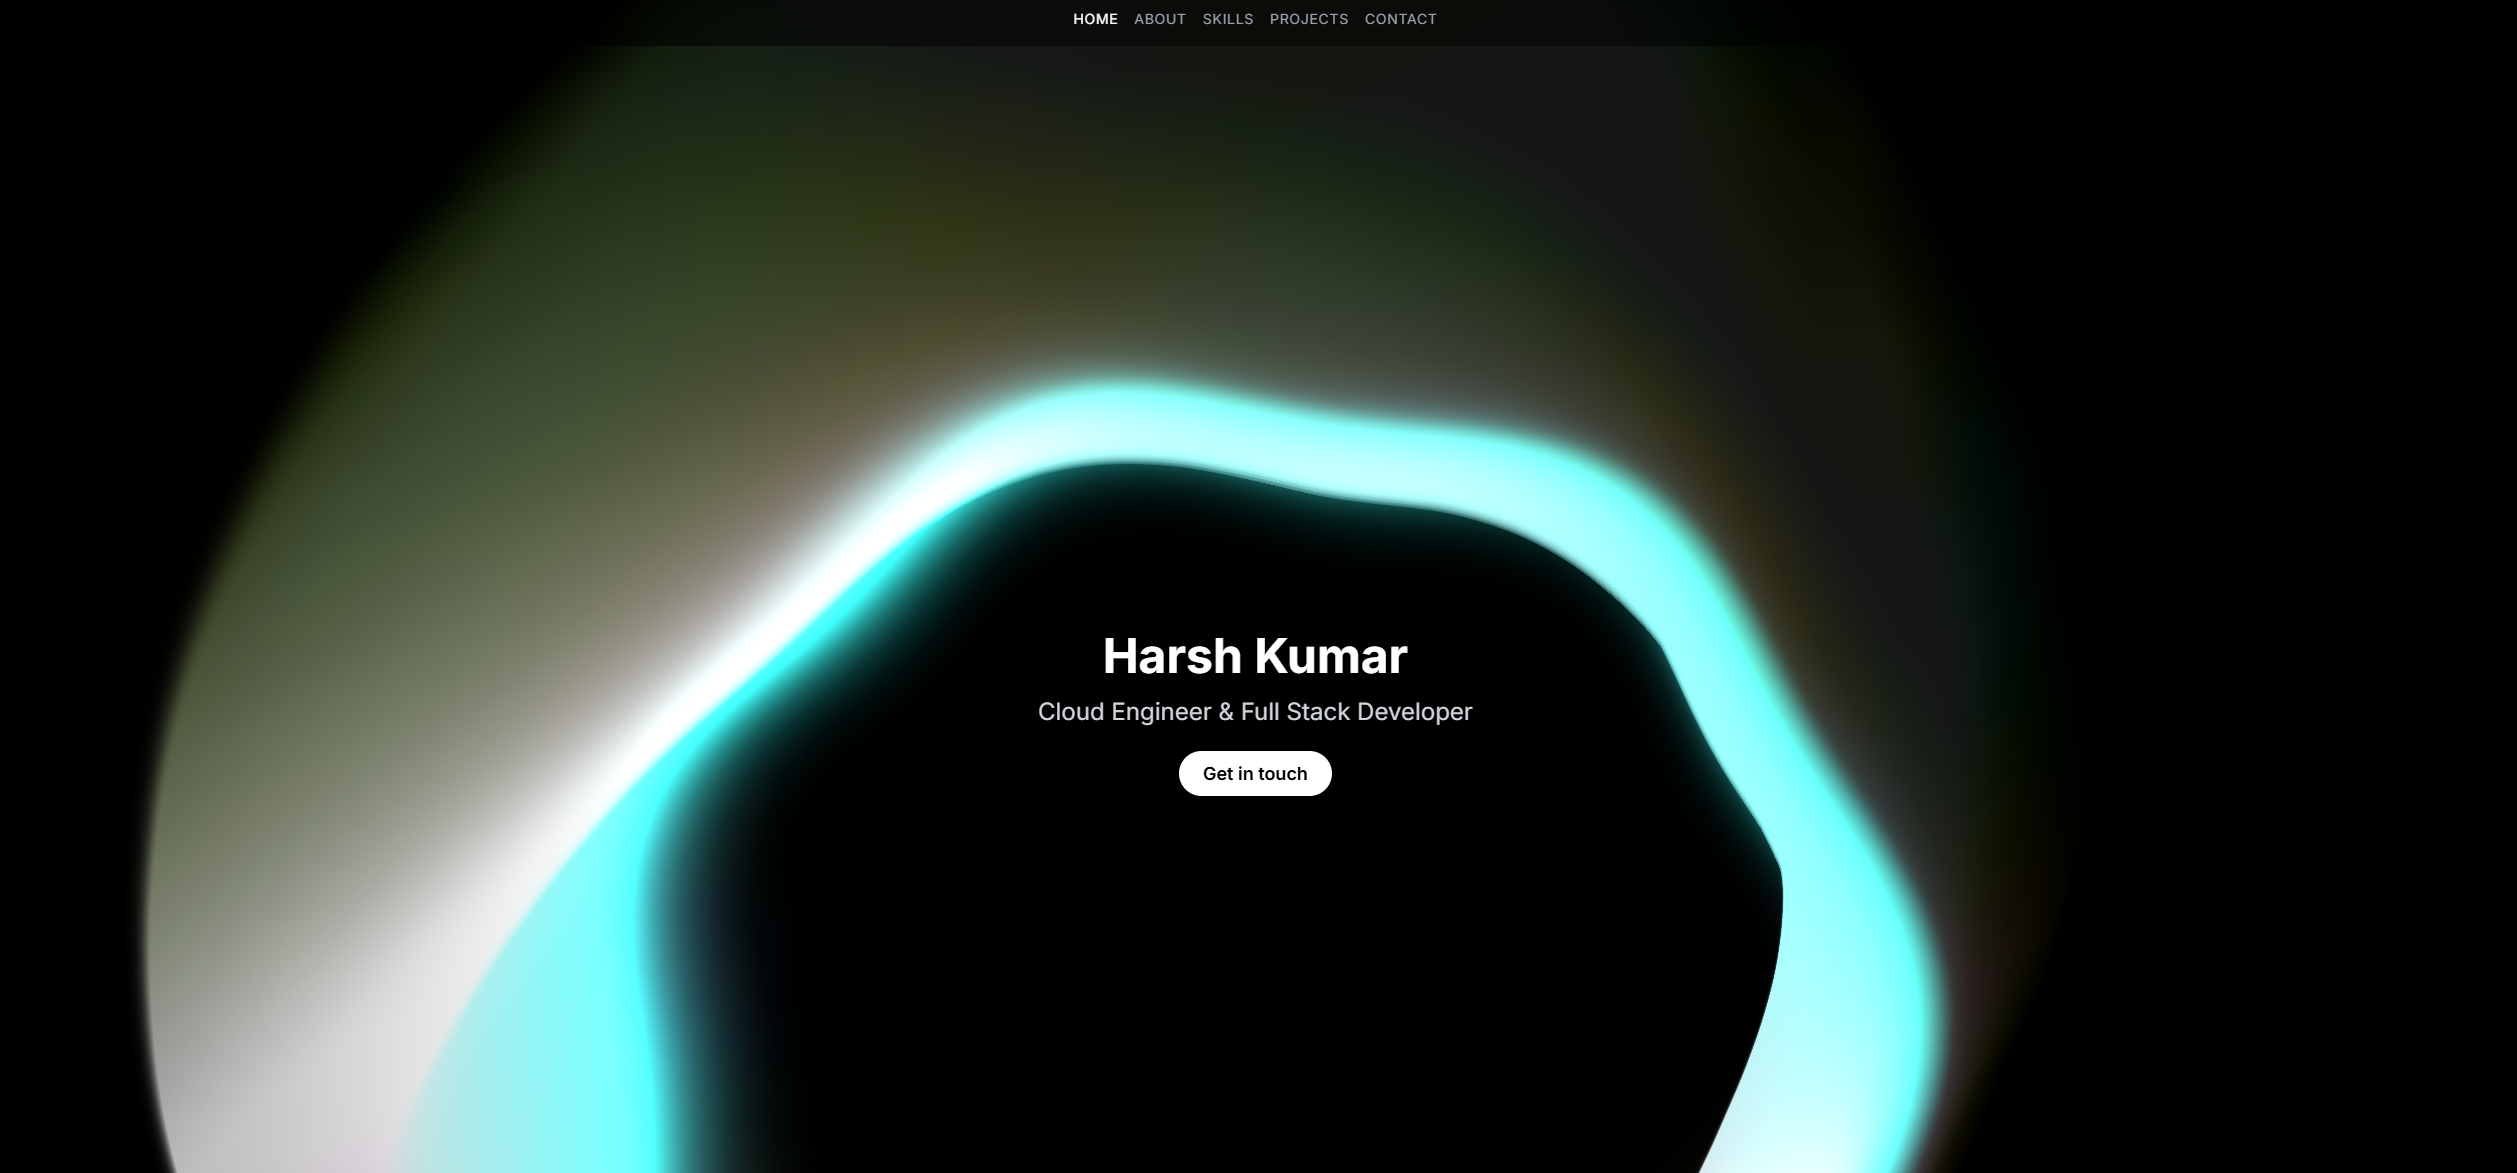 HOME ABOUT SKILLS PROJECTS CONTACT
Harsh Kumar
Cloud Engineer & Full Stack Developer
Get in touch